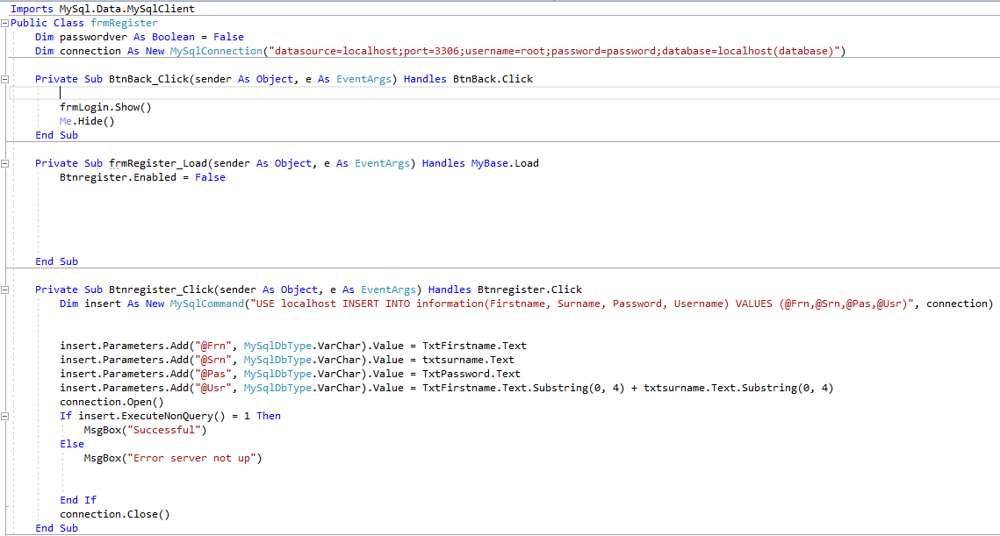 Imports MySql.Data.MySqlClient
Public Class frmRegister
Dim passwordver As Boolean = False
Dim connection As New MySqlConnection("datasource=localhost;port=3306;username=root;password=password;database=localhost(database)")
Private Sub BtnBack_Click(sender As Object, e As EventArgs) Handles BtnBack.Click
frmLogin.Show()
Me.Hide()
End Sub
Private Sub frmRegister_Load(sender As Object, e As EventArgs) Handles MyBase.Load
Btnregister.Enabled = False
End Sub
Private Sub Btnregister_Click(sender As Object, e As EventArgs) Handles Btnregister.Click
Dim insert As New MySqlCommand("USE localhost INSERT INTO information(Firstname, Surname, Password, Username) VALUES (@Frn,@Srn,@Pas,@Usr)", connection)
insert.Parameters.Add("@Frn", MySqlDbType.VarChar).Value = TxtFirstname.Text
insert.Parameters.Add("@Srn", MySqlDbType.VarChar).Value = txtsurname.Text
insert.Parameters.Add("@Pas", MySqlDbType.VarChar).Value = TxtPassword.Text
insert.Parameters.Add("@Usr", MySqlDbType.VarChar).Value = TxtFirstname.Text.Substring(0, 4) + txtsurname.Text.Substring(0, 4)
connection.Open()
If insert.ExecuteNonQuery() = 1 Then
MsgBox("Successful")
Else
MsgBox("Error server not up")
End If
connection.Close()
End Sub